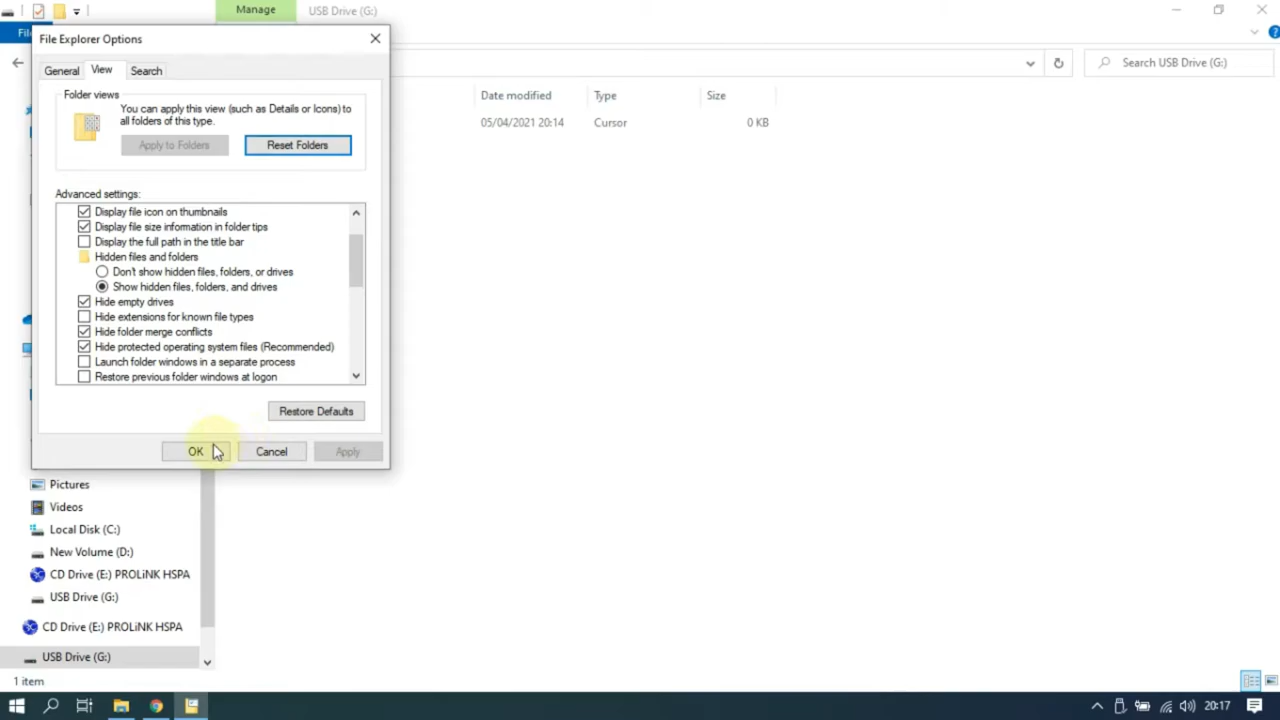 Manage
USB Drive (G:)
File Explorer Options
General
View
Search
Search USB Drive (G:)
Folder views
You can apply this view (such as Details or Icons) to
all folders of this type.
Apply to Folders
Reset Folders
Date modified
Type
Size
05/04/2021 20:14
Cursor
0 KB
Advanced settings:
Display file icon on thumbnails
Display file size information in folder tips
Display the full path in the title bar
Hidden files and folders
Don't show hidden files, folders, or drives
Show hidden files, folders, and drives
Hide empty drives
Hide extensions for known file types
Hide folder merge conflicts
Hide protected operating system files (Recommended)
Launch folder windows in a separate process
Restore previous folder windows at logon
Restore Defaults
OK
Cancel
Apply
Pictures
Videos
Local Disk (C:)
New Volume (D:)
CD Drive (E:) PROLiNK HSPA
USB Drive (G:)
CD Drive (E:) PROLiNK HSPA
USB Drive (G:)
1 item
20:17